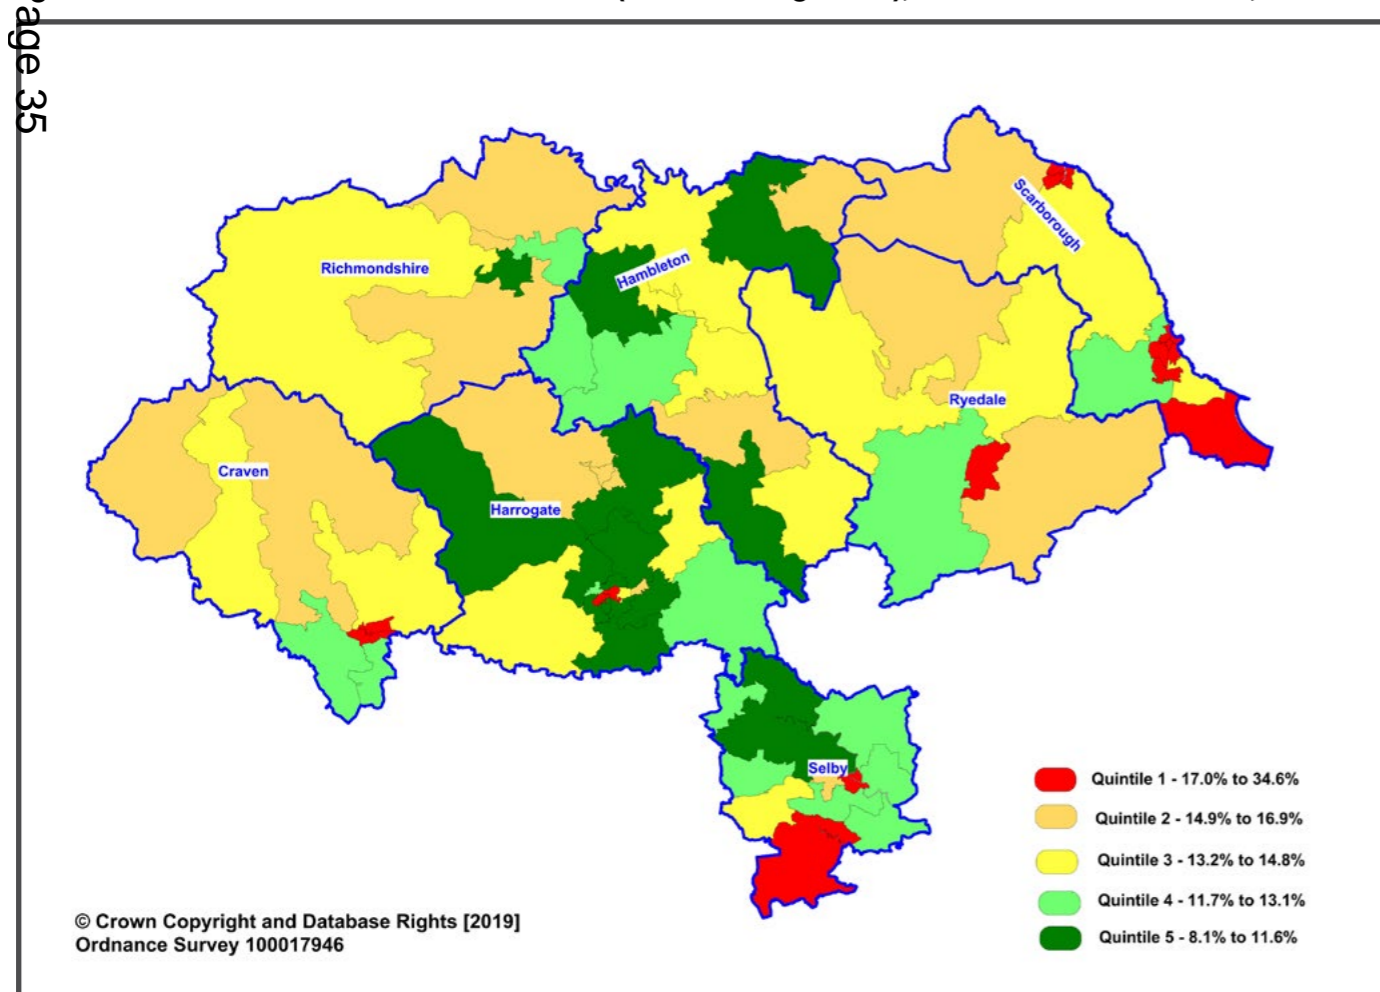 age 35
Scarborough
Richmondshire
Hambleton
Ryedale
Craven
Harrogate
Selby
Quintile 1 - 17.0% to 34.6%
Quintile 2 - 14.9% to 16.9%
Quintile 3 - 13.2% to 14.8%
Quintile 4 - 11.7% to 13.1%
Quintile 5 - 8.1% to 11.6%
© Crown Copyright and Database Rights [2019]
Ordnance Survey 100017946